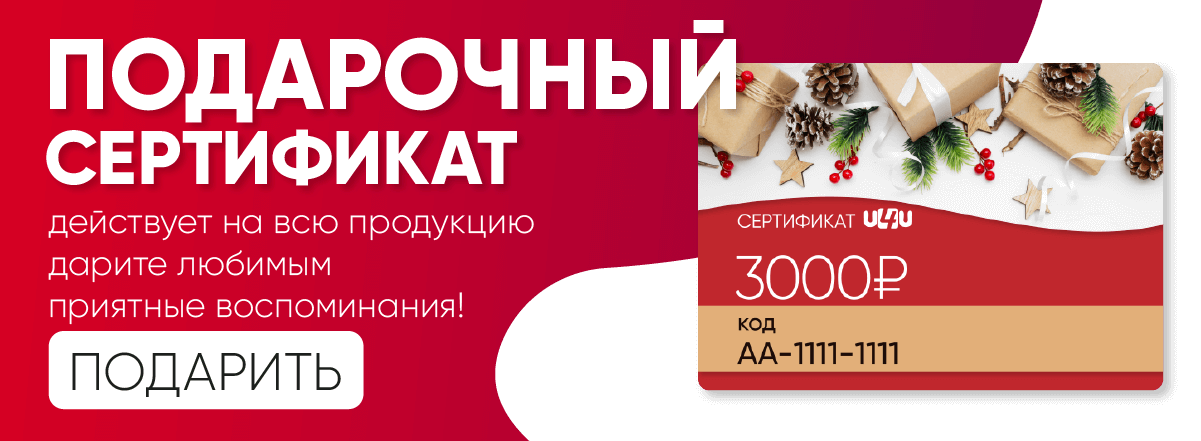 ПОДАРОЧНЫЙ
СЕРТИФИКАТ
действует на всю продукцию
дарите любимым
приятные воспоминания!
ПОДАРИТЬ
СЕРТИФИКАТ U4U
3000₽
КОД
АА-1111-1111